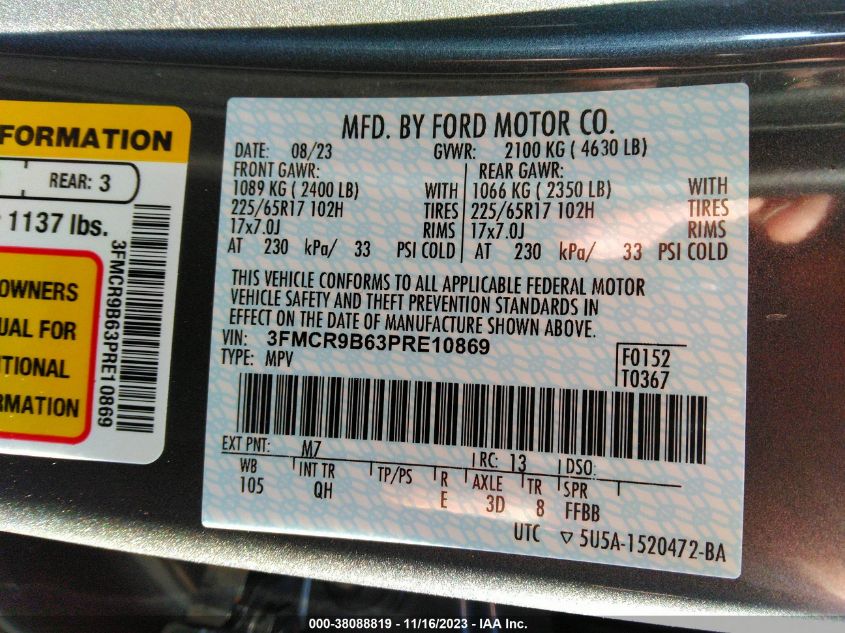 FORMATION
REAR: 3
1137 lbs.
OWNERS
UAL FOR
ITIONAL
RMATION
3FMCR9B63PRE10869
MFD. BY FORD MOTOR CO.
DATE: 08/23 GVWR: 2100 KG ( 4630 LB)
FRONT GAWR: REAR GAWR:
1089 KG ( 2400 LB) WITH 1066 KG ( 2350 LB) WITH
225/65R17 102H TIRES 225/65R17 102H TIRES
17x7.0J RIMS 17x7.0J RIMS
AT 230 kPa/ 33 PSI COLD AT 230 kPa/ 33 PSI COLD
THIS VEHICLE CONFORMS TO ALL APPLICABLE FEDERAL MOTOR
VEHICLE SAFETY AND THEFT PREVENTION STANDARDS IN
EFFECT ON THE DATE OF MANUFACTURE SHOWN ABOVE.
VIN: 3FMCR9B63PRE10869
TYPE: MPV
F0152
T0367
EXT PNT: M7 RC: 13 DSO:
WB INT TR TP/PS R AXLE TR SPR
105 QH E 3D 8 FFBB
UTC ▽ 5U5A-1520472-BA
000-38088819 - 11/16/2023 - IAA Inc.